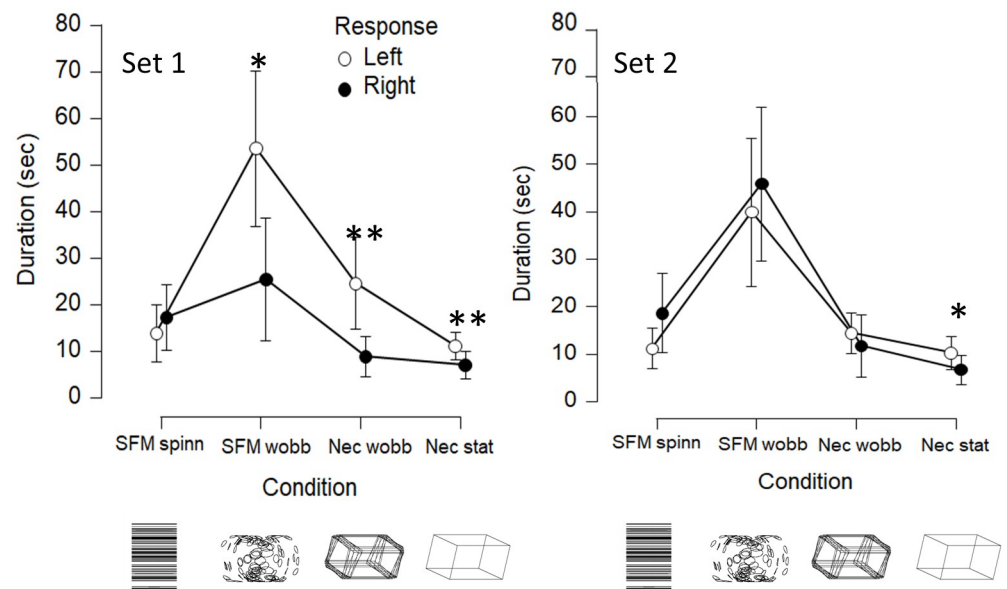 80
70
60
50
40
30
20
10
0
Duration (sec)
Set 1
Response
Left
Right
*
**
**
SFM spinn
SFM wobb
Nec wobb
Nec stat
Condition
80
70
60
50
40
30
20
10
0
Duration (sec)
Set 2
*
SFM spinn
SFM wobb
Nec wobb
Nec stat
Condition